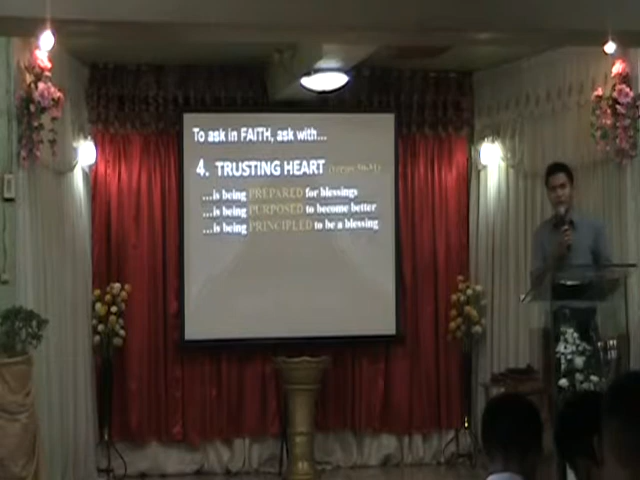 To ask in FAITH, ask with...
4. TRUSTING HEART
...is being PREPARED for blessings
...is being PURPOSED to become better
...is being PRINCIPLED to be a blessing